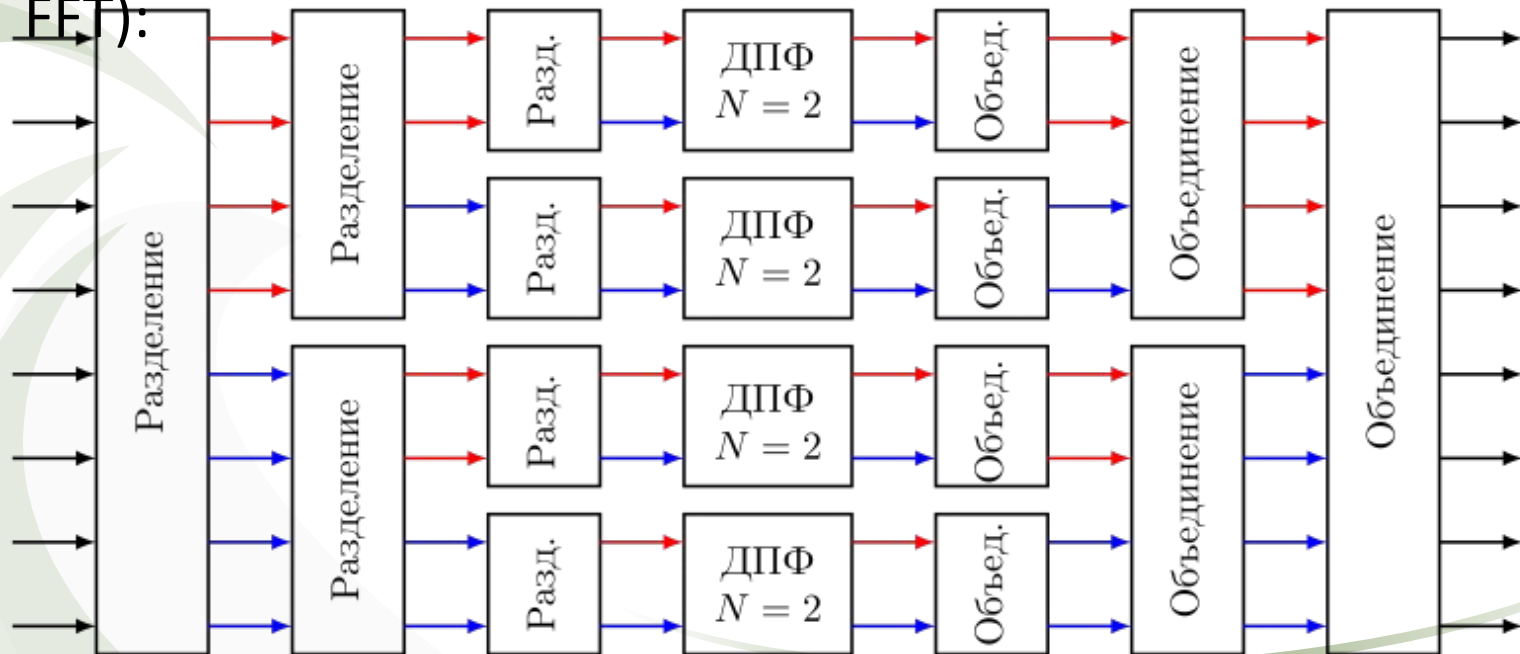 FFT):
Разделение
Разделение
Разделение
Разд.
Разд.
Разд.
Разд.
ДПФ
N = 2
ДПФ
N = 2
ДПФ
N = 2
ДПФ
N = 2
Объед.
Объед.
Объед.
Объед.
Объединение
Объединение
Объединение